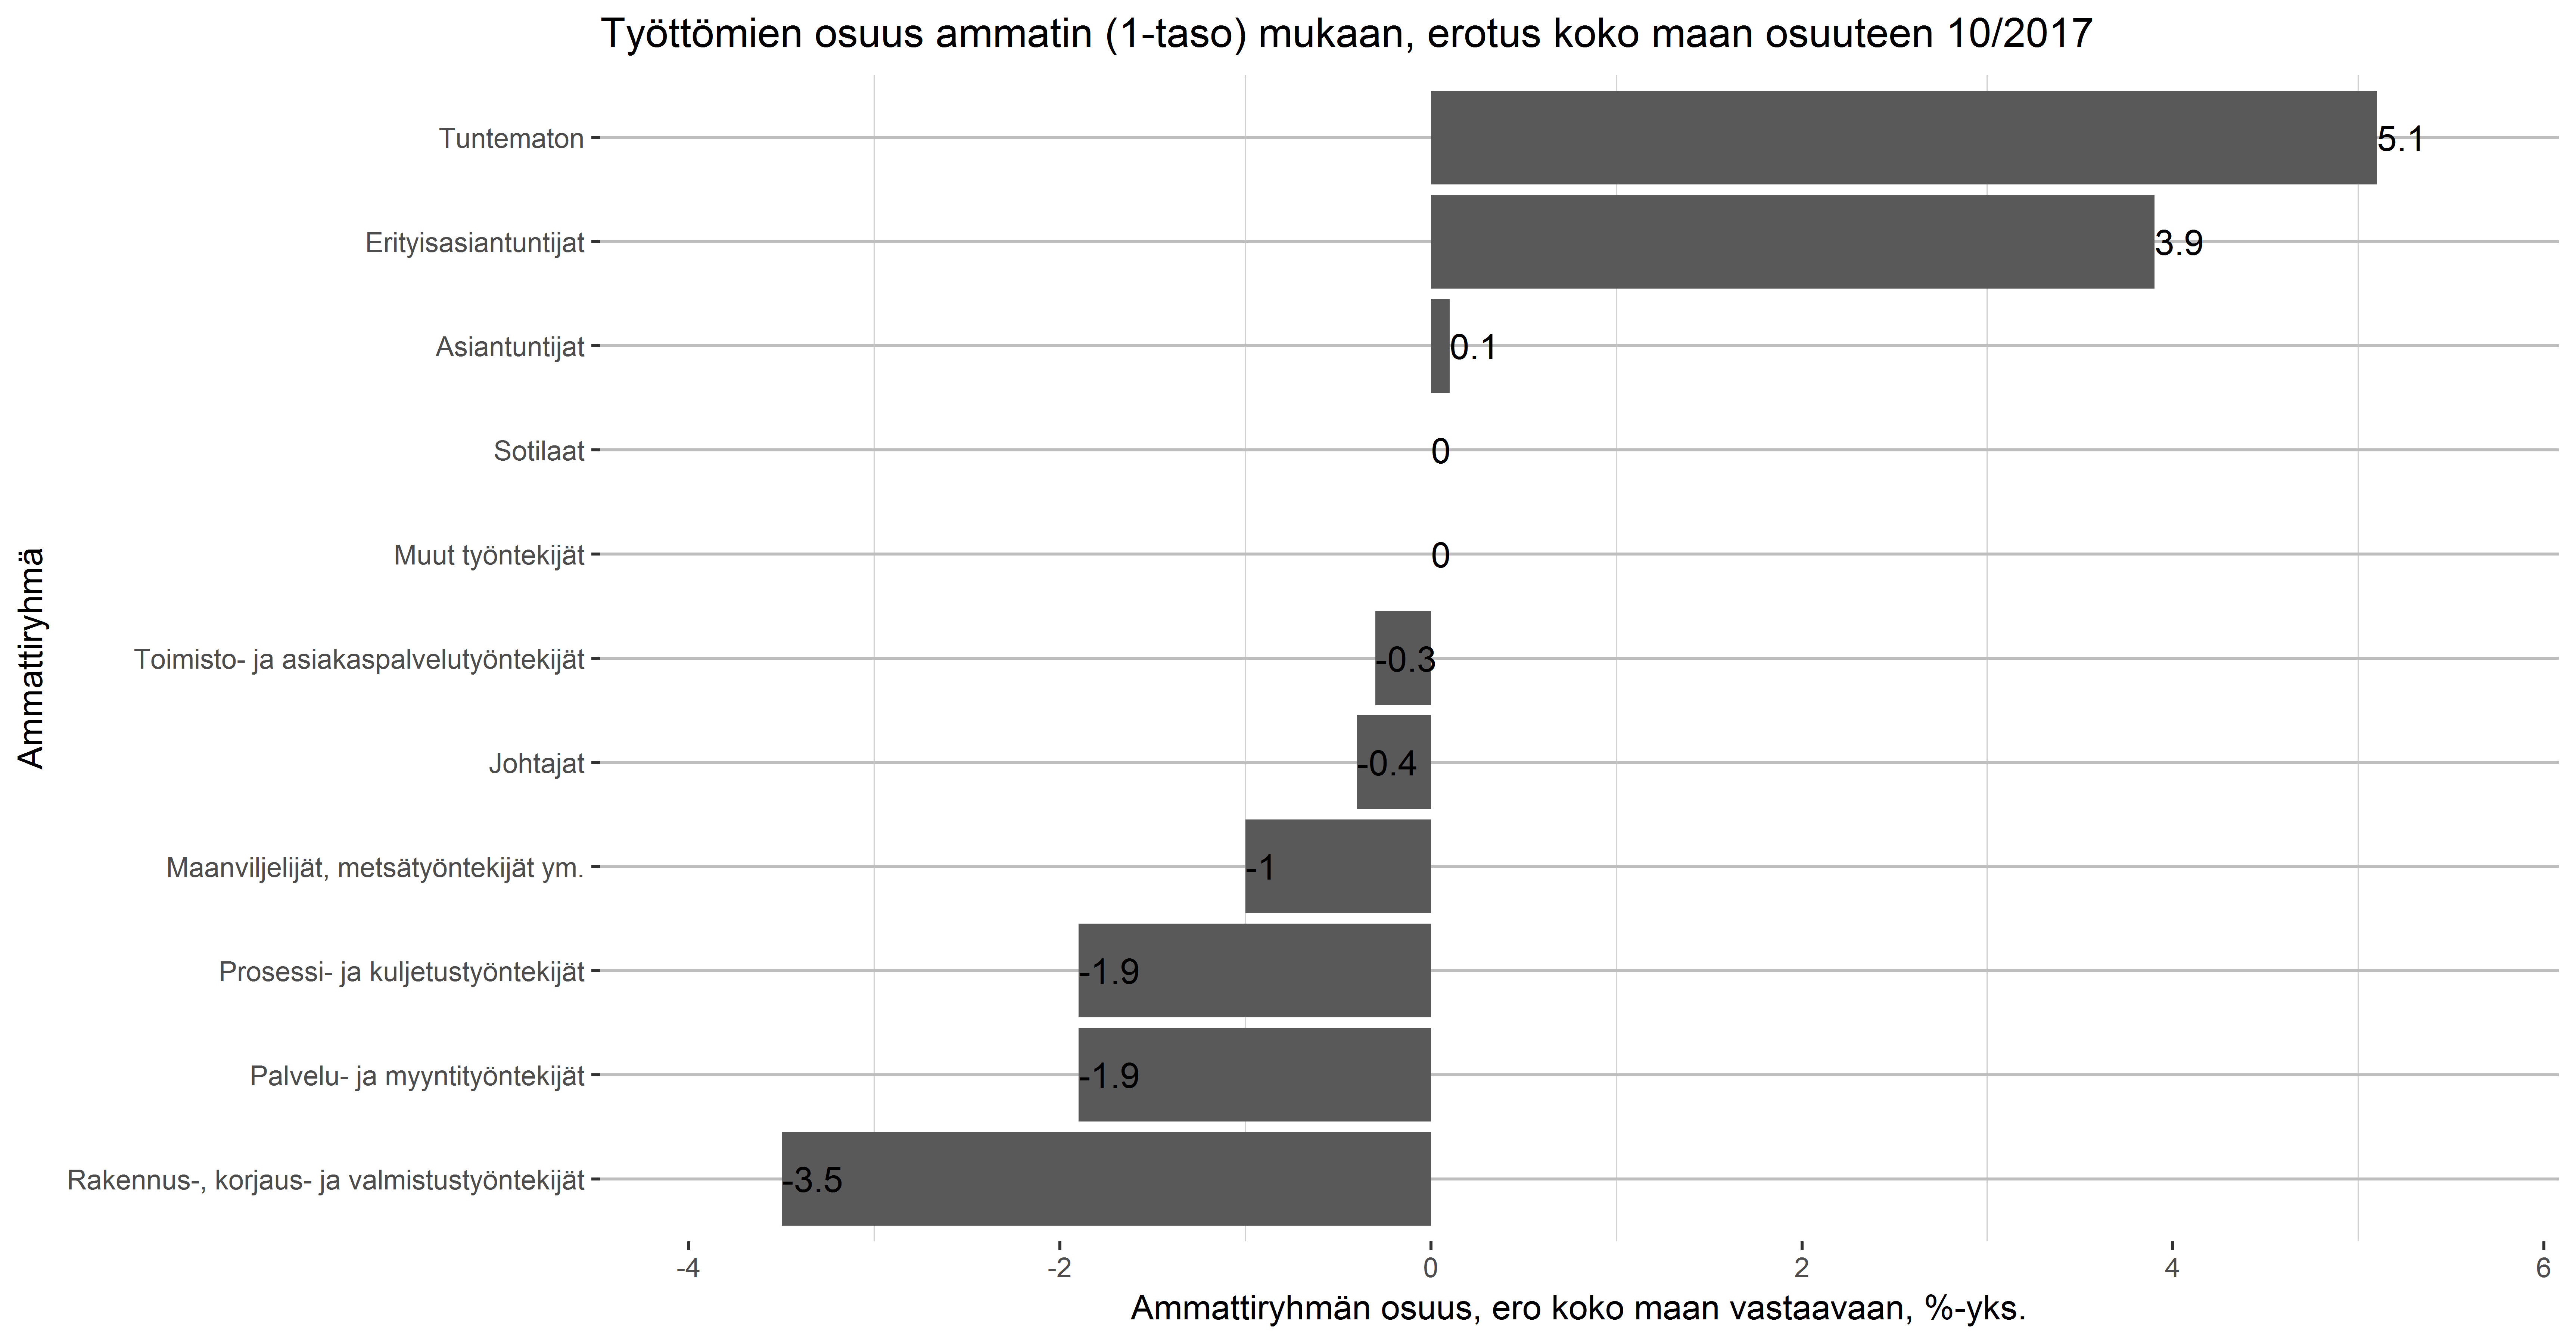 Työttömien osuus ammatin (1-taso) mukaan, erotus koko maan osuuteen 10/2017
Ammattiryhmä
Tuntematon 5.1
Erityisasiantuntijat 3.9
Asiantuntijat 0.1
Sotilaat 0
Muut työntekijät 0
Toimisto- ja asiakaspalvelutyöntekijät -0.3
Johtajat -0.4
Maanviljelijät, metsätyöntekijät ym. -1
Prosessi- ja kuljetustyöntekijät -1.9
Palvelu- ja myyntityöntekijät -1.9
Rakennus-, korjaus- ja valmistustyöntekijät -3.5
-4 -2 0 2 4 6
Ammattiryhmän osuus, ero koko maan vastaavaan, %-yks.